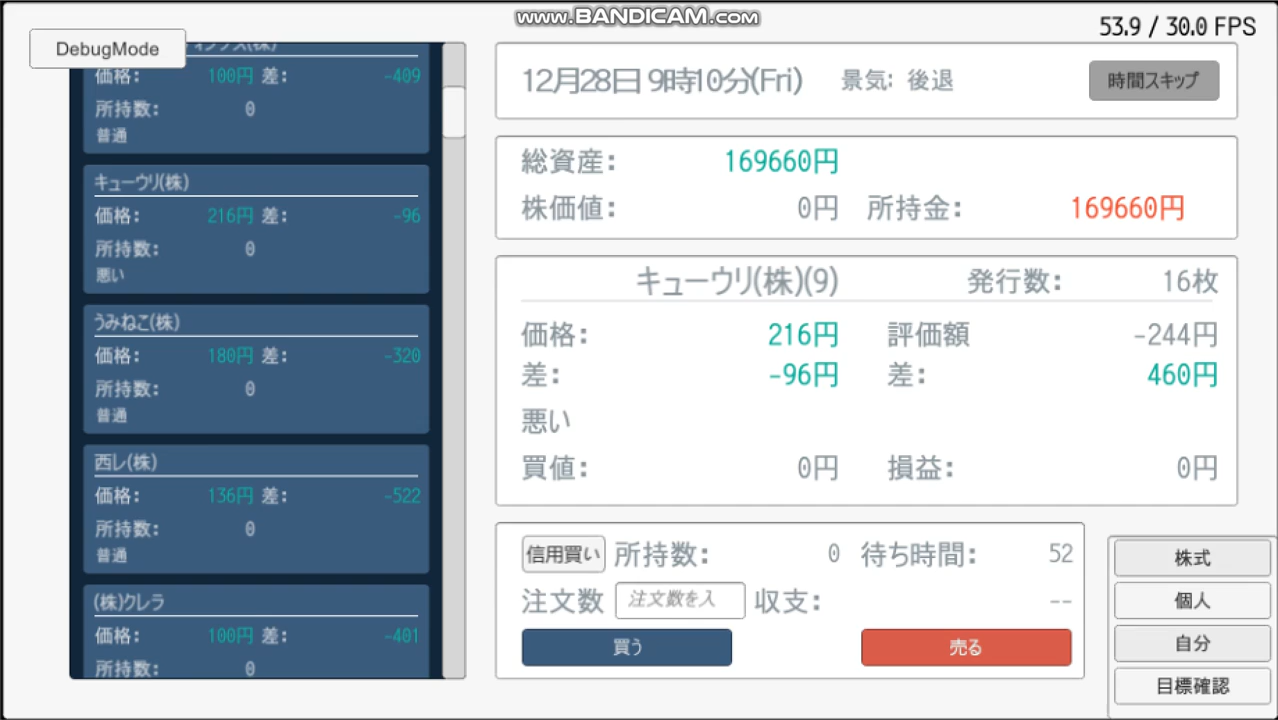 www.BANDICAM.com
53.9 / 30.0 FPS
DebugMode
価格: 100円 差: -409
所持数: 0
普通
キューウリ(株)
価格: 216円 差: -96
所持数: 0
悪い
うみねこ(株)
価格: 180円 差: -320
所持数: 0
普通
西レ(株)
価格: 136円 差: -522
所持数: 0
普通
(株)クレラ
価格: 100円 差: -401
所持数: 0
12月28日 9時10分(Fri) 景気: 後退
時間スキップ
総資産: 169660円
株価値: 0円 所持金: 169660円
キューウリ(株)(9) 発行数: 16枚
価格: 216円 評価額 -244円
差: -96円 差: 460円
悪い
買値: 0円 損益: 0円
信用買い 所持数: 0 待ち時間: 52
注文数 注文数を入 収支: --
買う 売る
株式
個人
自分
目標確認